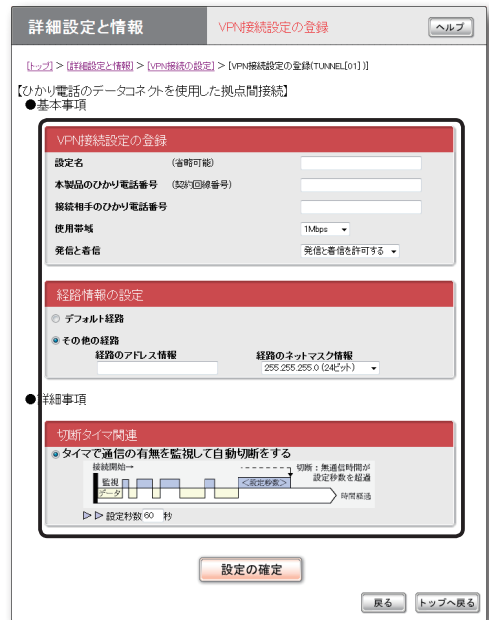 詳細設定と情報
VPN接続設定の登録
ヘルプ
[トップ] > [詳細設定と情報] > [VPN接続の設定] > [VPN接続設定の登録(TUNNEL[01])]
【ひかり電話のデータコネクトを使用した拠点間接続】
●基本事項
VPN接続設定の登録
設定名 (省略可能)
本製品のひかり電話番号 (契約回線番号)
接続相手のひかり電話番号
使用帯域 1Mbps
発信と着信 発信と着信を許可する
経路情報の設定
デフォルト経路
その他の経路
経路のアドレス情報 経路のネットマスク情報
255.255.255.0 (24ビット)
●詳細事項
切断タイマ関連
タイマで通信の有無を監視して自動切断をする
接続開始→
切断：無通信時間が
設定秒数を超過
監視
<設定秒数>
データ
時間経過
▷▷設定秒数 60 秒
設定の確定
戻る
トップへ戻る